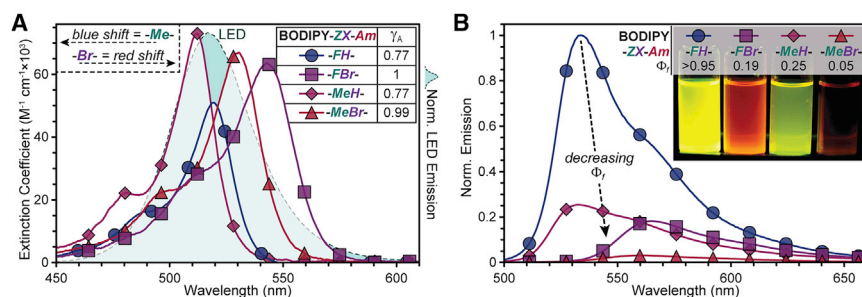 A
blue shift = -Me-
-Br- = red shift
LED
BODIPY-ZX-Am γA
-FH- 0.77
-FBr- 1
-MeH- 0.77
-MeBr- 0.99
Extinction Coefficient (M⁻¹ cm⁻¹×10³)
70
60
50
40
30
20
10
0
450 500 550 600
Wavelength (nm)
Norm. LED Emission
B
BODIPY -FH- -FBr- -MeH- -MeBr-
-ZX-Am
Φf >0.95 0.19 0.25 0.05
decreasing
Φf
Norm. Emission
1
0.8
0.6
0.4
0.2
0
500 550 600 650
Wavelength (nm)